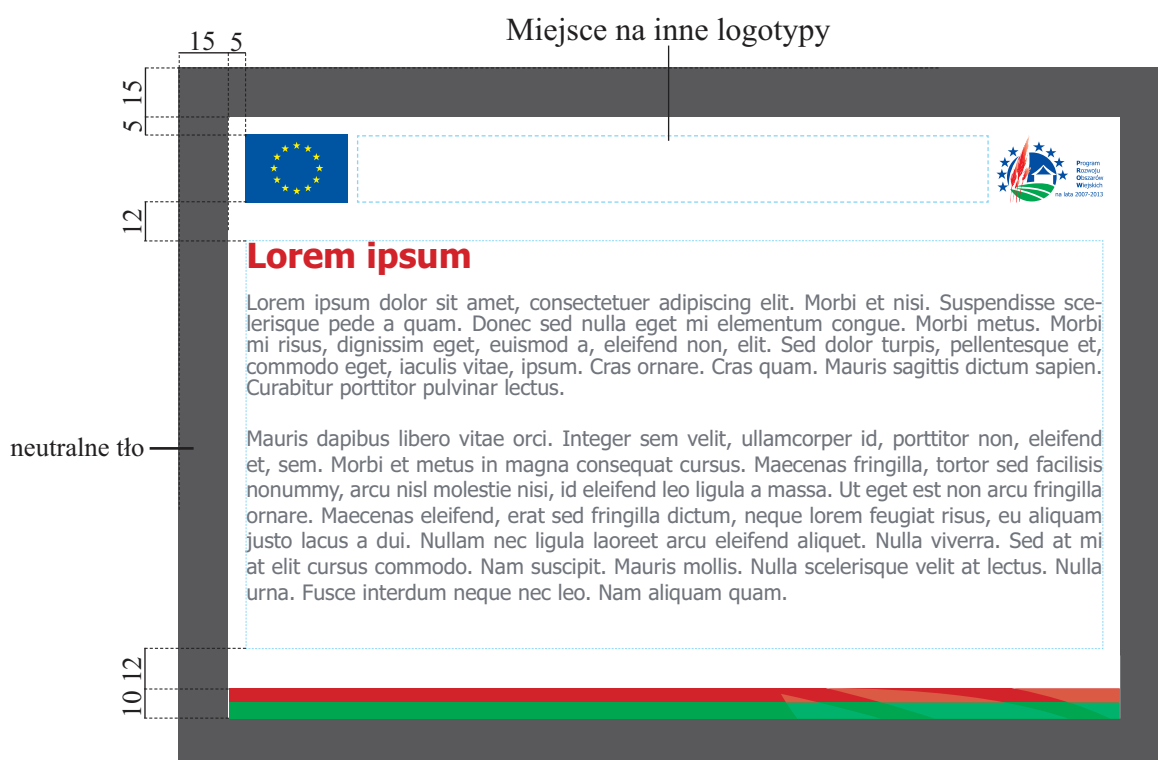 Miejsce na inne logotypy
15 5
15
5
12
Program
Rozwoju
Obszarów
Wiejskich
na lata 2007-2013
Lorem ipsum
Lorem ipsum dolor sit amet, consectetuer adipiscing elit. Morbi et nisi. Suspendisse sce-
lerisque pede a quam. Donec sed nulla eget mi elementum congue. Morbi metus. Morbi
mi risus, dignissim eget, euismod a, eleifend non, elit. Sed dolor turpis, pellentesque et,
commodo eget, iaculis vitae, ipsum. Cras ornare. Cras quam. Mauris sagittis dictum sapien.
Curabitur porttitor pulvinar lectus.
neutralne tło
Mauris dapibus libero vitae orci. Integer sem velit, ullamcorper id, porttitor non, eleifend
et, sem. Morbi et metus in magna consequat cursus. Maecenas fringilla, tortor sed facilisis
nonummy, arcu nisl molestie nisi, id eleifend leo ligula a massa. Ut eget est non arcu fringilla
ornare. Maecenas eleifend, erat sed fringilla dictum, neque lorem feugiat risus, eu aliquam
justo lacus a dui. Nullam nec ligula laoreet arcu eleifend aliquet. Nulla viverra. Sed at mi
at elit cursus commodo. Nam suscipit. Mauris mollis. Nulla scelerisque velit at lectus. Nulla
urna. Fusce interdum neque nec leo. Nam aliquam quam.
12
10